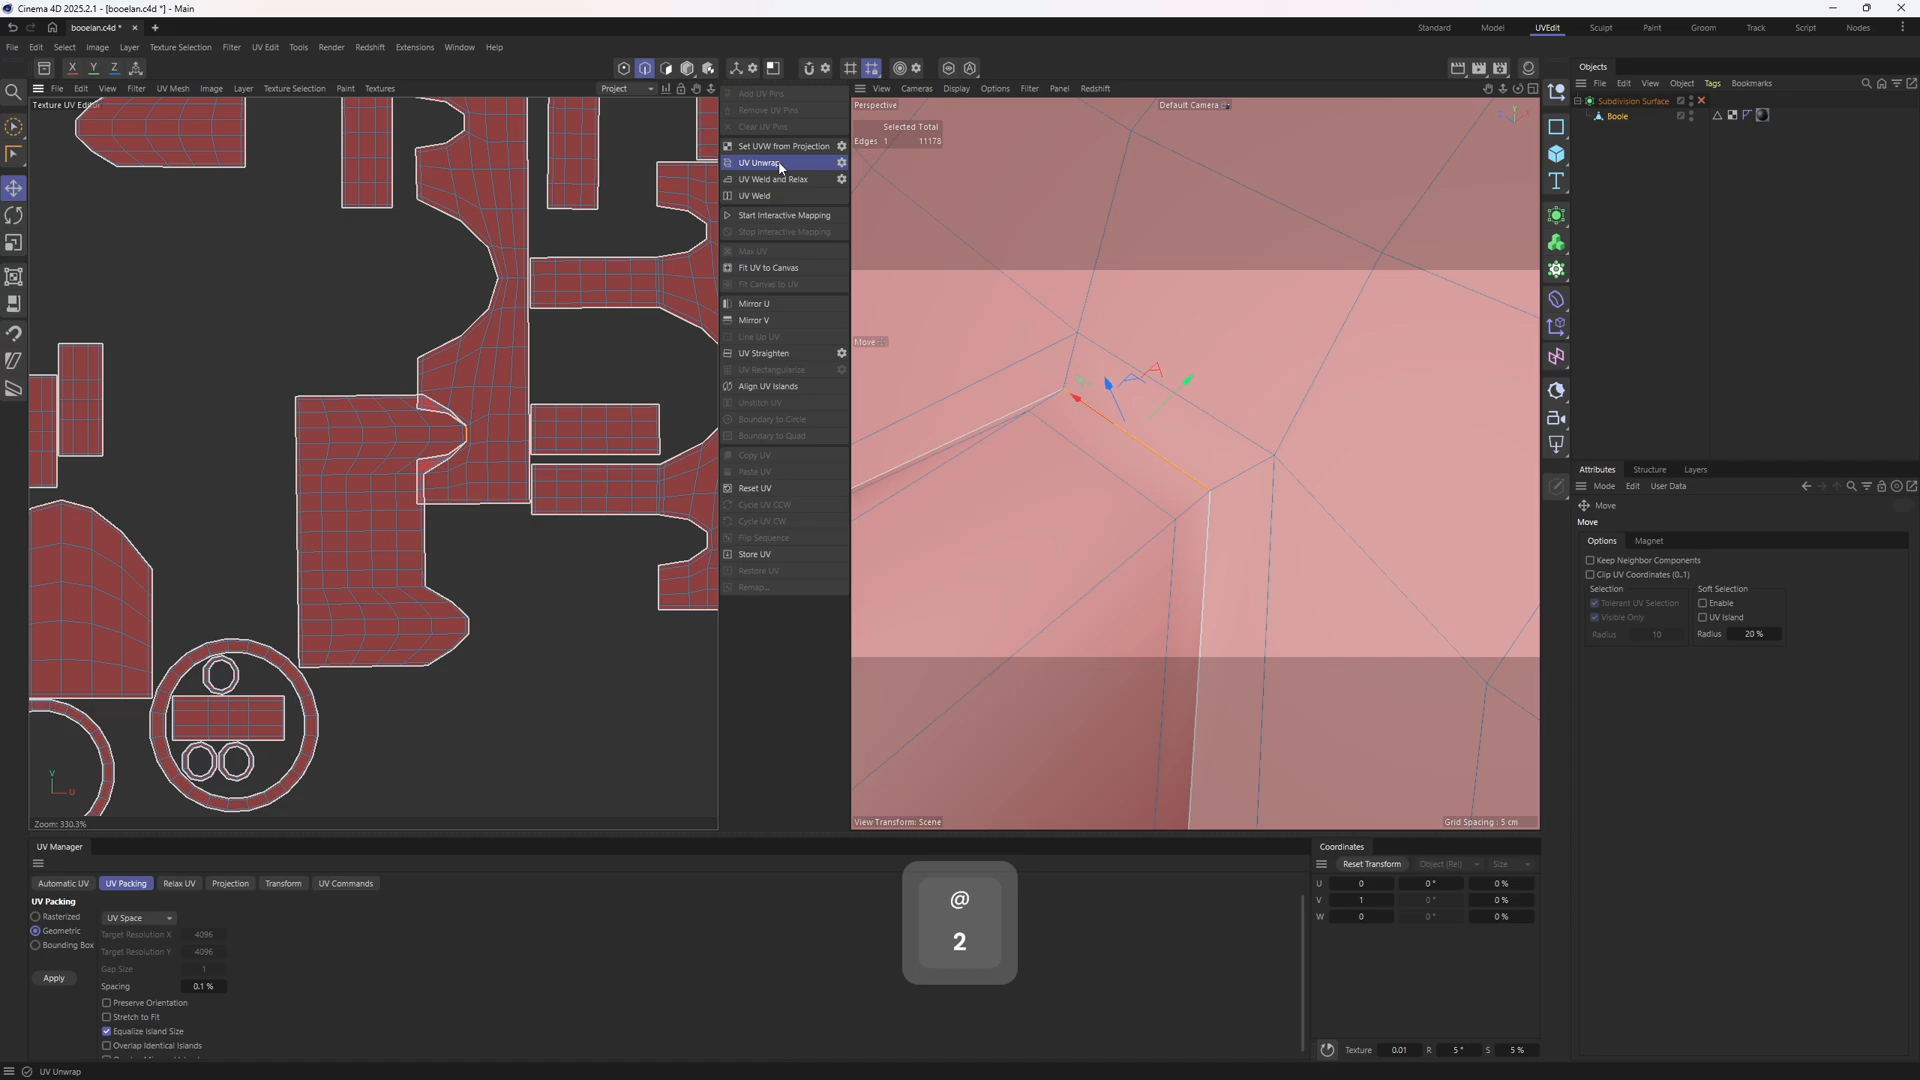 Cinema 4D 2025.2.1 - [booelan.c4d *] - Main
booelan.c4d *
Standard Model UVEdit Sculpt Paint Groom Track Script Nodes
File Edit Select Image Layer Texture Selection Filter UV Edit Tools Render Redshift Extensions Window Help
X Y Z
File Edit View Filter UV Mesh Image Layer Texture Selection Paint Textures Project
Texture UV Editor
Add UV Pins
Remove UV Pins
Clear UV Pins
Set UVW from Projection
UV Unwrap
UV Weld and Relax
UV Weld
Start Interactive Mapping
Stop Interactive Mapping
Max UV
Fit UV to Canvas
Fit Canvas to UV
Mirror U
Mirror V
Line Up UV
UV Straighten
UV Rectangularize
Align UV Islands
Unstitch UV
Boundary to Circle
Boundary to Quad
Copy UV
Paste UV
Reset UV
Cycle UV CCW
Cycle UV CW
Flip Sequence
Store UV
Restore UV
Remap...
V
U
Zoom: 330.3%
View Cameras Display Options Filter Panel Redshift
Perspective
Default Camera
Selected Total
Edges 1 11178
Move
View Transform: Scene
Grid Spacing : 5 cm
Objects
File Edit View Object Tags Bookmarks
Subdivision Surface
Boole
Attributes Structure Layers
Mode Edit User Data
Move
Move
Options Magnet
Keep Neighbor Components
Clip UV Coordinates (0..1)
Selection
Soft Selection
Tolerant UV Selection
Enable
Visible Only
UV Island
Radius 10
Radius 20 %
UV Manager
Automatic UV UV Packing Relax UV Projection Transform UV Commands
UV Packing
Rasterized
Geometric
Bounding Box
Apply
UV Space
Target Resolution X 4096
Target Resolution Y 4096
Gap Size 1
Spacing 0.1 %
Preserve Orientation
Stretch to Fit
Equalize Island Size
Overlap Identical Islands
@
2
Coordinates
Reset Transform Object (Rel) Size
U 0 0 ° 0 %
V 1 0 ° 0 %
W 0 0 ° 0 %
Texture 0.01 R 5 ° S 5 %
UV Unwrap